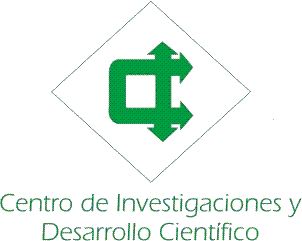 Centro de Investigaciones y
Desarrollo Científico